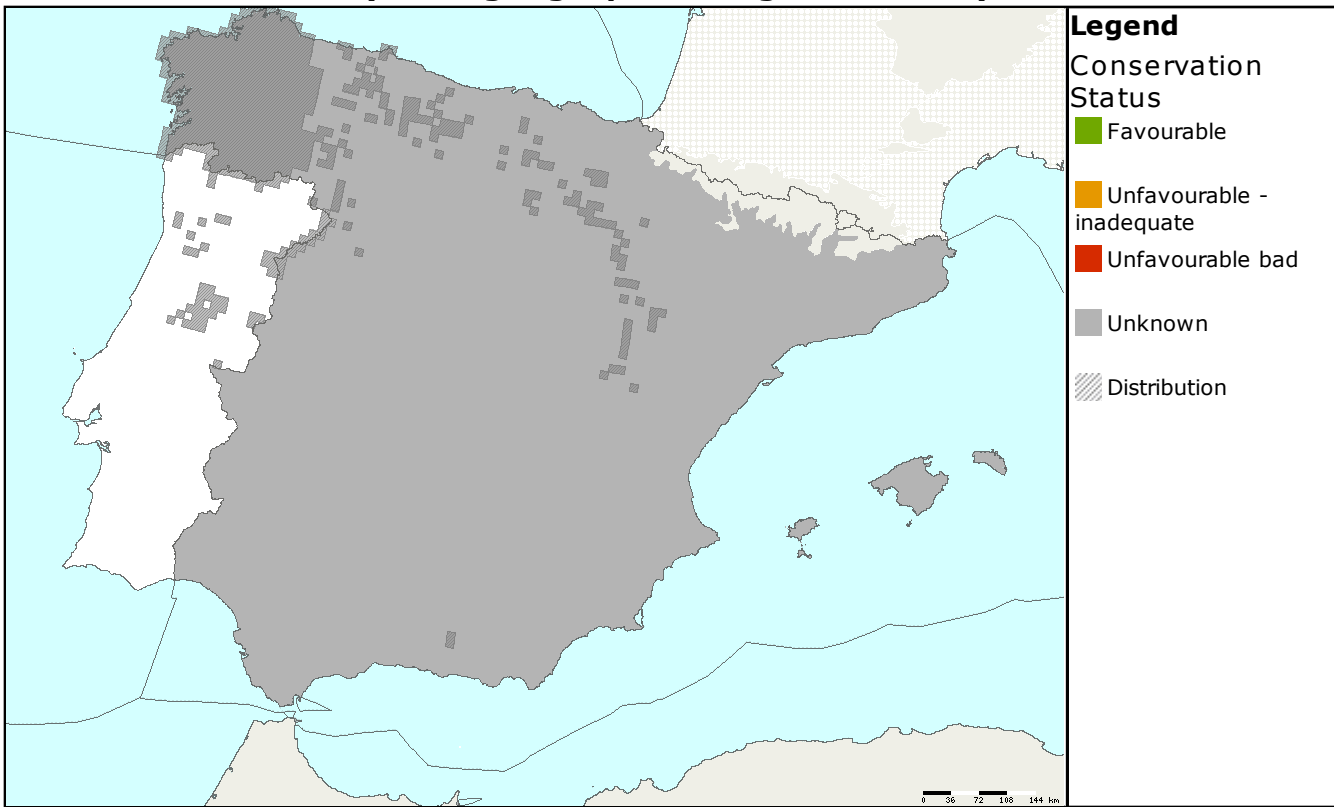 Legend
Conservation
Status
Favourable
Unfavourable -
inadequate
Unfavourable bad
Unknown
Distribution
0 36 72 108 144 km